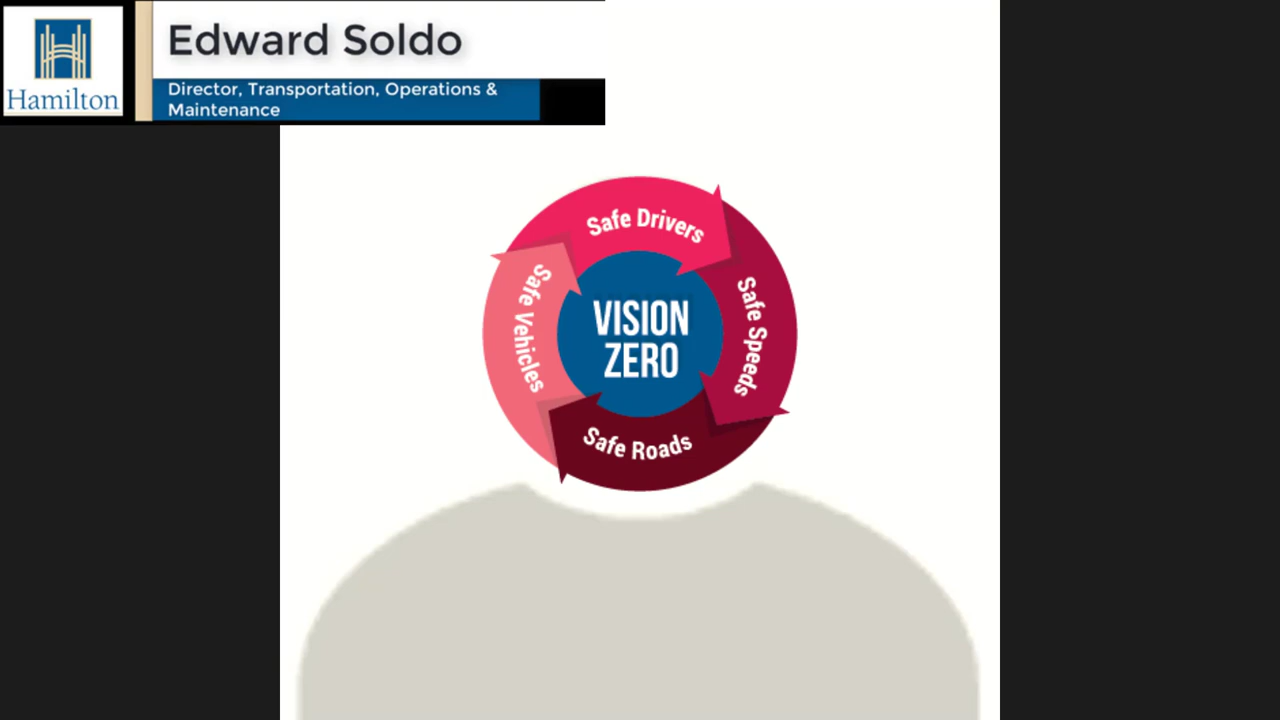 Hamilton
Edward Soldo
Director, Transportation, Operations &
Maintenance
Safe Drivers
Safe Speeds
Safe Roads
Safe Vehicles
VISION
ZERO